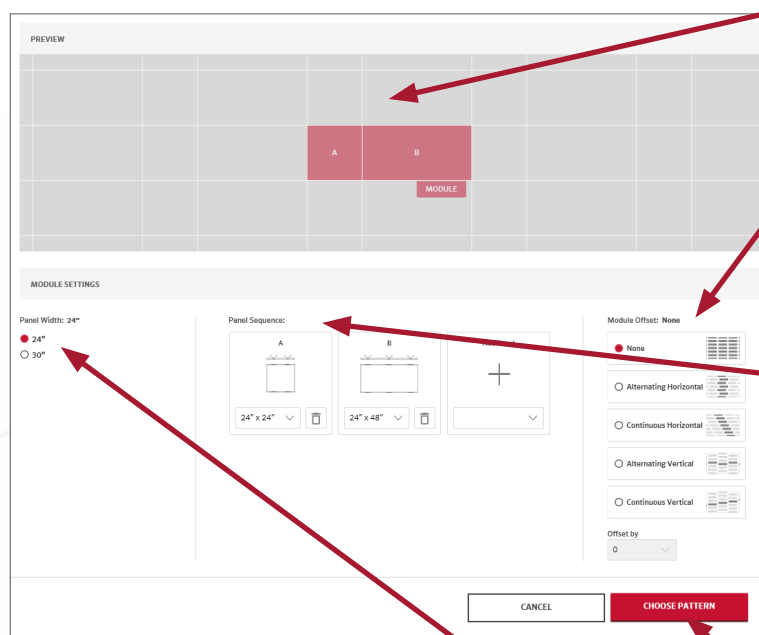 PREVIEW
A
B
MODULE
MODULE SETTINGS
Panel Width: 24"
24"
30"
Panel Sequence:
A
24" x 24"
B
24" x 48"
Module Offset: None
None
Alternating Horizontal
Continuous Horizontal
Alternating Vertical
Continuous Vertical
Offset by
0
CANCEL
CHOOSE PATTERN